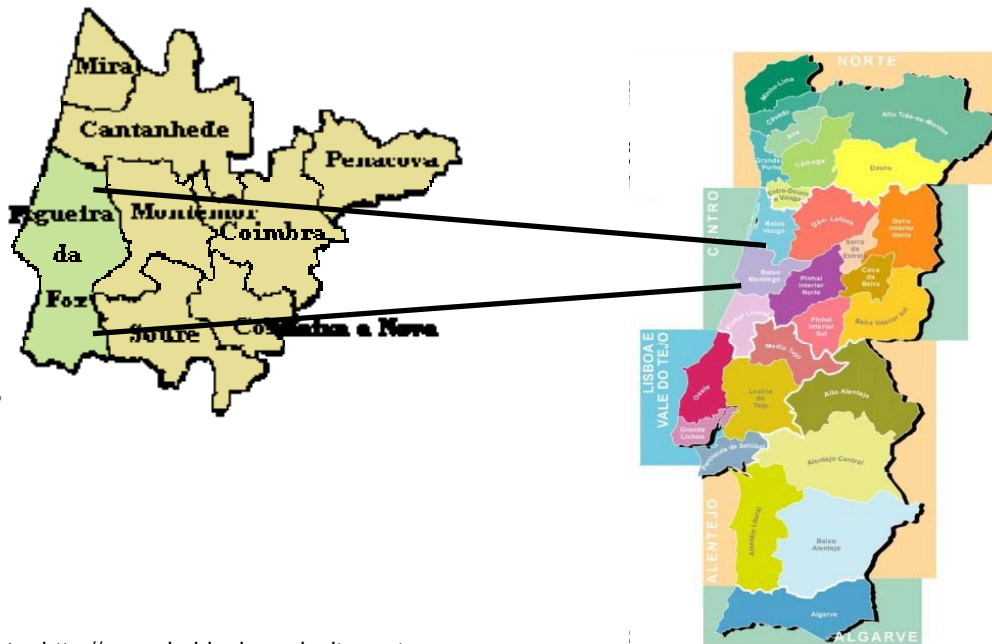 Mira
Cantanhede
Penacova
Figueira
da
Foz
Montemor
Coimbra
Soure
a Nova
NORTE
Minho-Lima
Cávado
Ave
Alto Trás-os-Montes
Grande
Porto
Tâmega
Douro
Entre-Douro
e Vouga
CENTRO
Baixo
Vouga
Dão-Lafões
Beira
Interior
Norte
Serra
da
Estrela
Baixo
Mondego
Pinhal
Interior
Norte
Cova
da
Beira
Pinhal Litoral
Pinhal
Interior
Sul
Beira Interior Sul
LISBOA E
VALE DO TEJO
Médio Tejo
Oeste
Lezíria
do
Tejo
Alto Alentejo
Grande
Lisboa
Península de Setúbal
Alentejo Central
ALENTEJO
Alentejo Litoral
Baixo
Alentejo
Algarve
ALGARVE